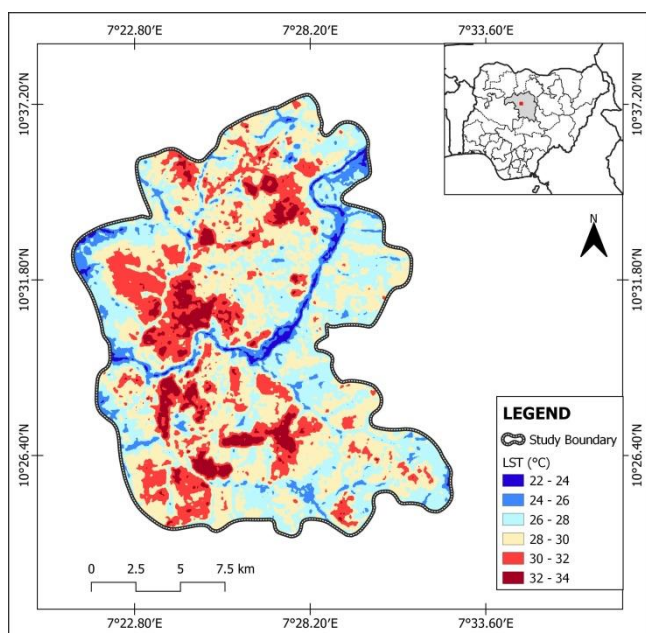 7°22.80'E 7°28.20'E 7°33.60'E
10°37.20'N 10°37.20'N
N
10°31.80'N 10°31.80'N
LEGEND
Study Boundary
LST (°C)
22 - 24
24 - 26
26 - 28
28 - 30
30 - 32
32 - 34
10°26.40'N 10°26.40'N
0 2.5 5 7.5 km
7°22.80'E 7°28.20'E 7°33.60'E